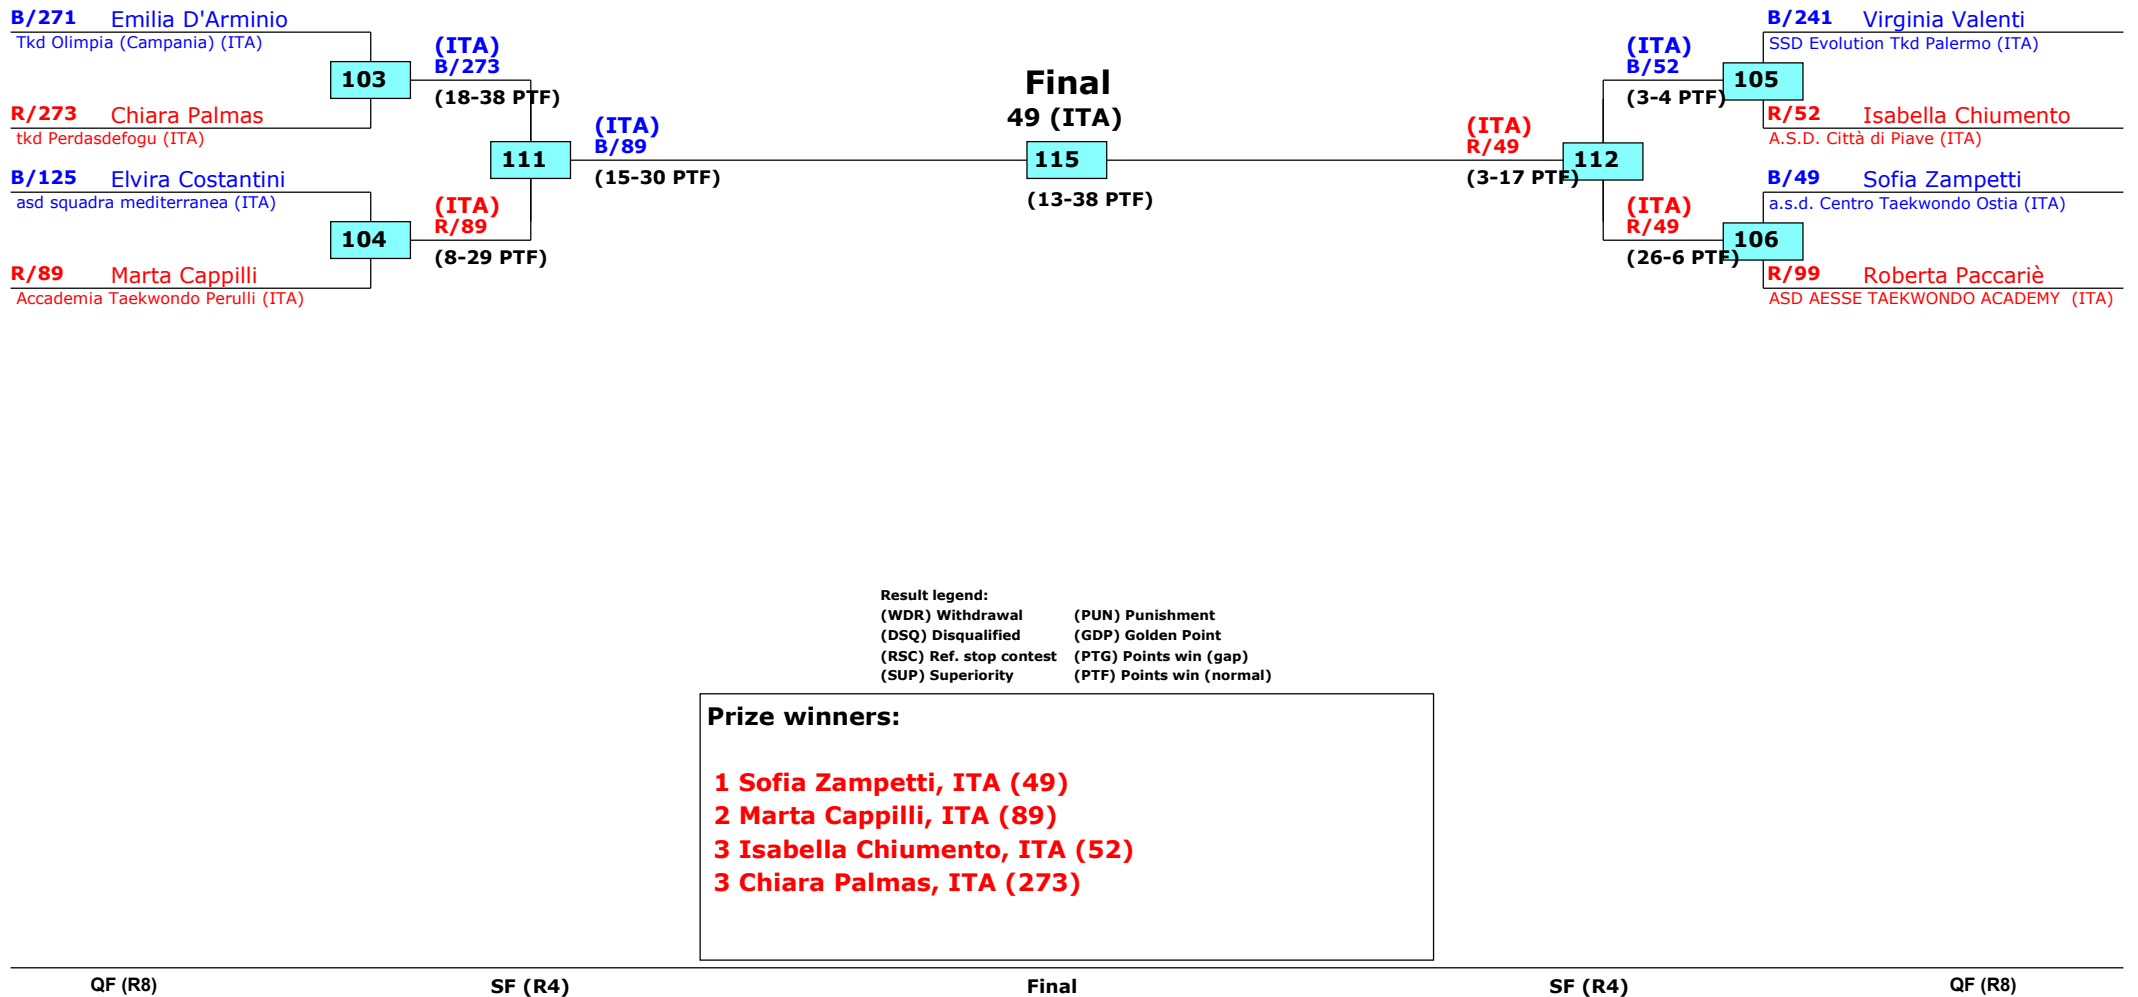 B/271 Emilia D'Arminio
Tkd Olimpia (Campania) (ITA)
103
R/273 Chiara Palmas
tkd Perdasdefogu (ITA)
(ITA)
B/273
(18-38 PTF)
B/125 Elvira Costantini
asd squadra mediterranea (ITA)
104
R/89 Marta Cappilli
Accademia Taekwondo Perulli (ITA)
(ITA)
R/89
(8-29 PTF)
111
(ITA)
B/89
(15-30 PTF)
Final
49 (ITA)
115
(13-38 PTF)
(ITA)
R/49
(3-17 PTF)
112
(ITA)
B/52
(3-4 PTF)
105
B/241 Virginia Valenti
SSD Evolution Tkd Palermo (ITA)
R/52 Isabella Chiumento
A.S.D. Città di Piave (ITA)
(ITA)
R/49
(26-6 PTF)
106
B/49 Sofia Zampetti
a.s.d. Centro Taekwondo Ostia (ITA)
R/99 Roberta Paccariè
ASD AESSE TAEKWONDO ACADEMY (ITA)
Result legend:
(WDR) Withdrawal (PUN) Punishment
(DSQ) Disqualified (GDP) Golden Point
(RSC) Ref. stop contest (PTG) Points win (gap)
(SUP) Superiority (PTF) Points win (normal)
Prize winners:
1 Sofia Zampetti, ITA (49)
2 Marta Cappilli, ITA (89)
3 Isabella Chiumento, ITA (52)
3 Chiara Palmas, ITA (273)
QF (R8) SF (R4) Final SF (R4) QF (R8)